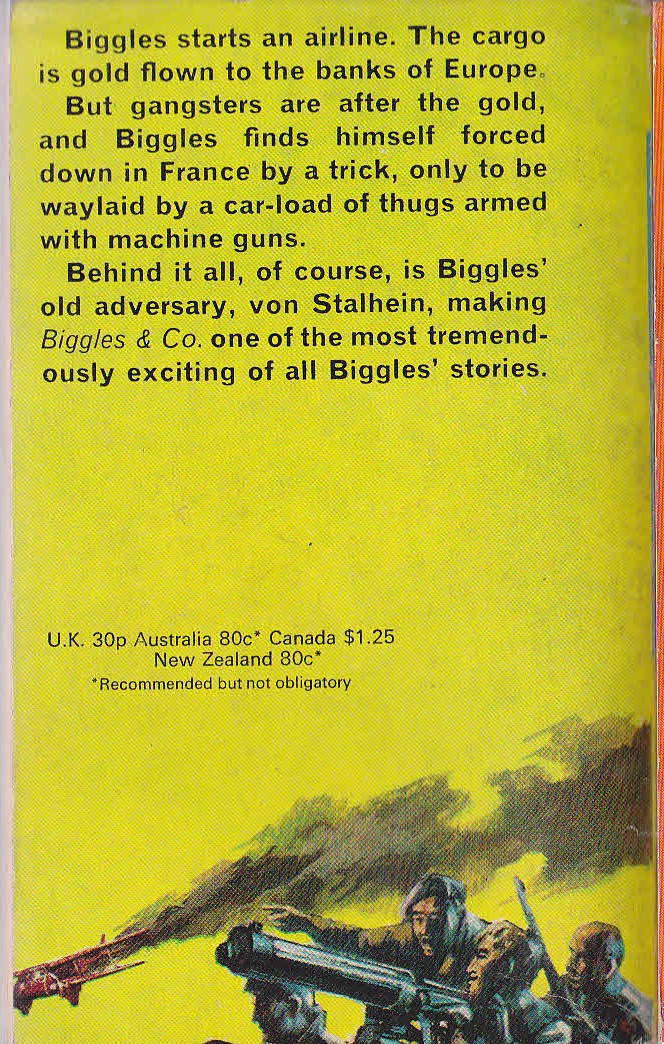 Biggles starts an airline. The cargo
is gold flown to the banks of Europe.
But gangsters are after the gold,
and Biggles finds himself forced
down in France by a trick, only to be
waylaid by a car-load of thugs armed
with machine guns.
Behind it all, of course, is Biggles'
old adversary, von Stalhein, making
Biggles & Co. one of the most tremend-
ously exciting of all Biggles' stories.
U.K. 30p Australia 80c* Canada $1.25
New Zealand 80c*
*Recommended but not obligatory